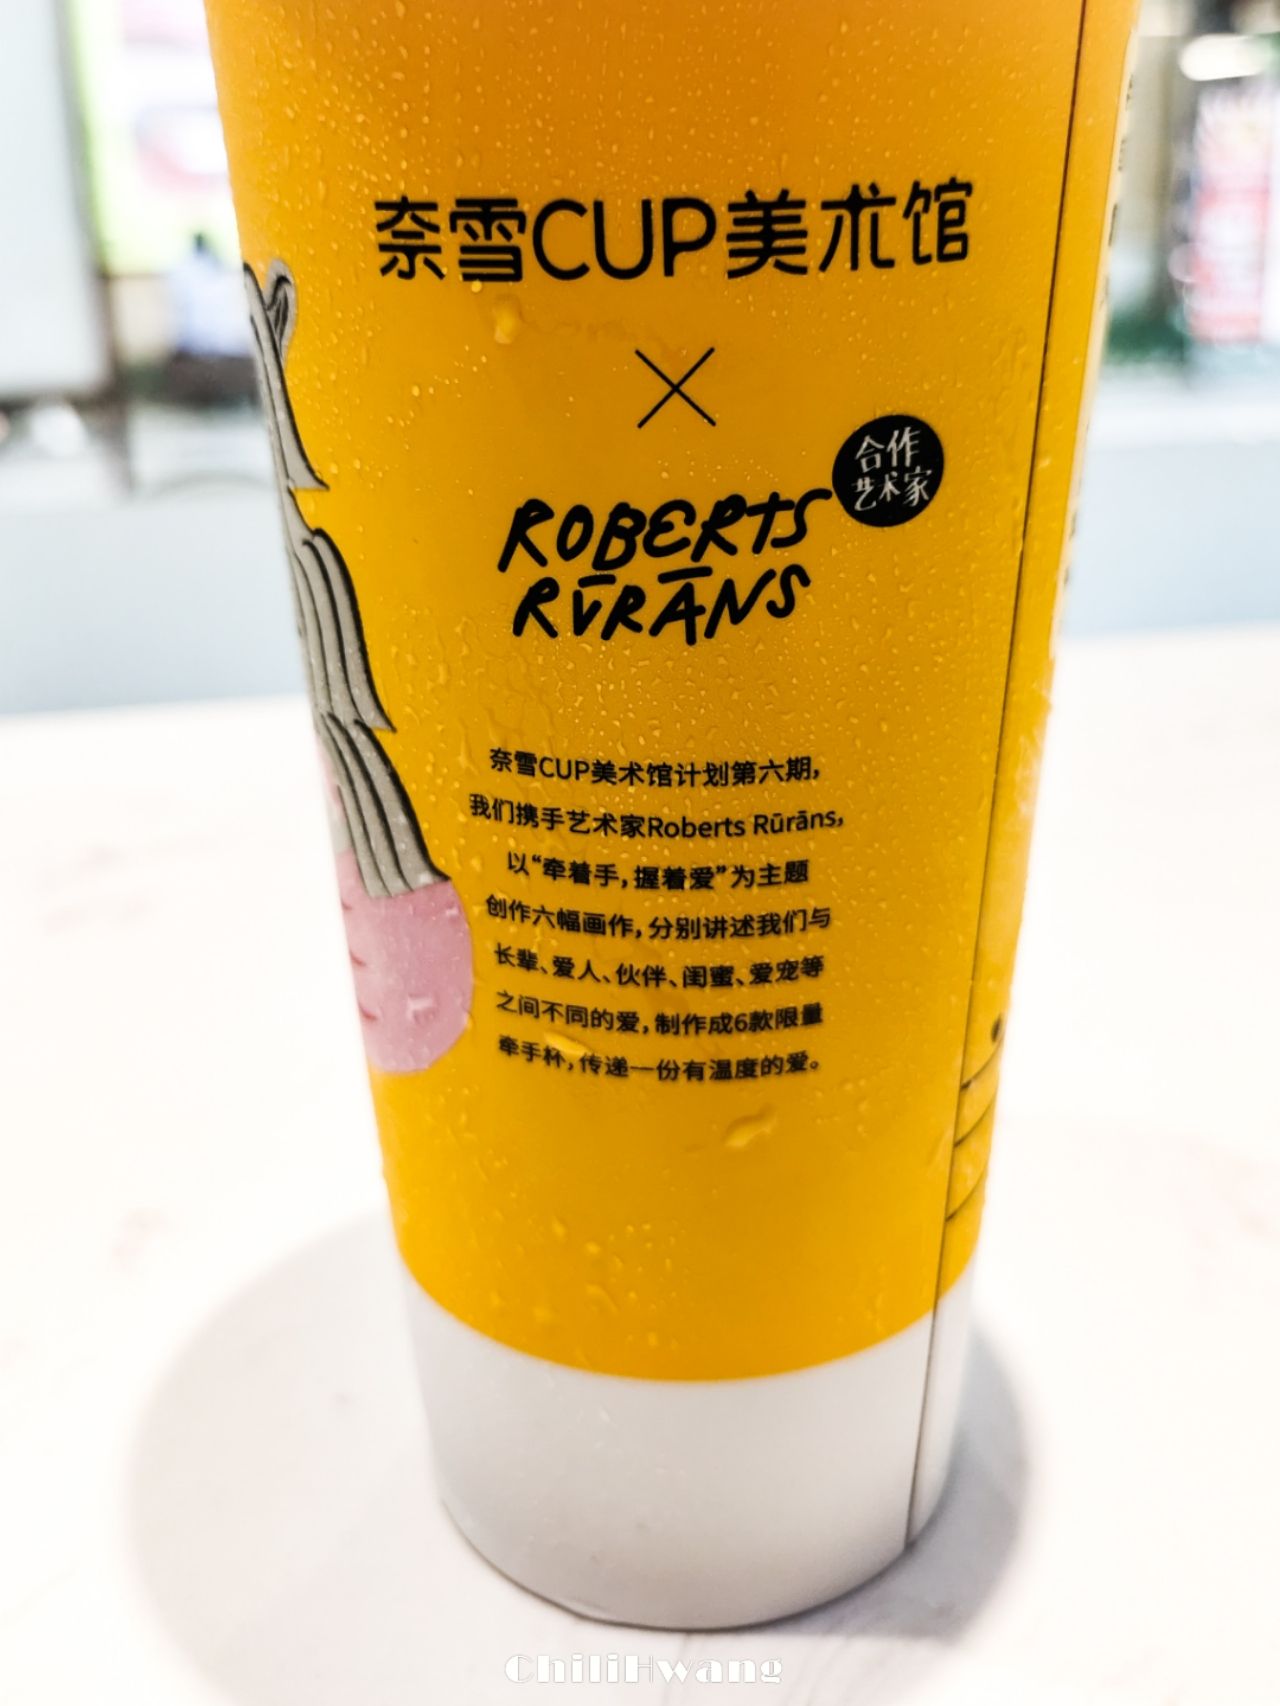 奈雪CUP美术馆
×
合作
艺术家
ROBERTS
RŪRĀNS
奈雪CUP美术馆计划第六期，
我们携手艺术家Roberts Rūrāns，
以“牵着手，握着爱”为主题
创作六幅画作，分别讲述我们与
长辈、爱人、伙伴、闺蜜、爱宠等
之间不同的爱，制作成6款限量
牵手杯，传递一份有温度的爱。
ChiliHwang